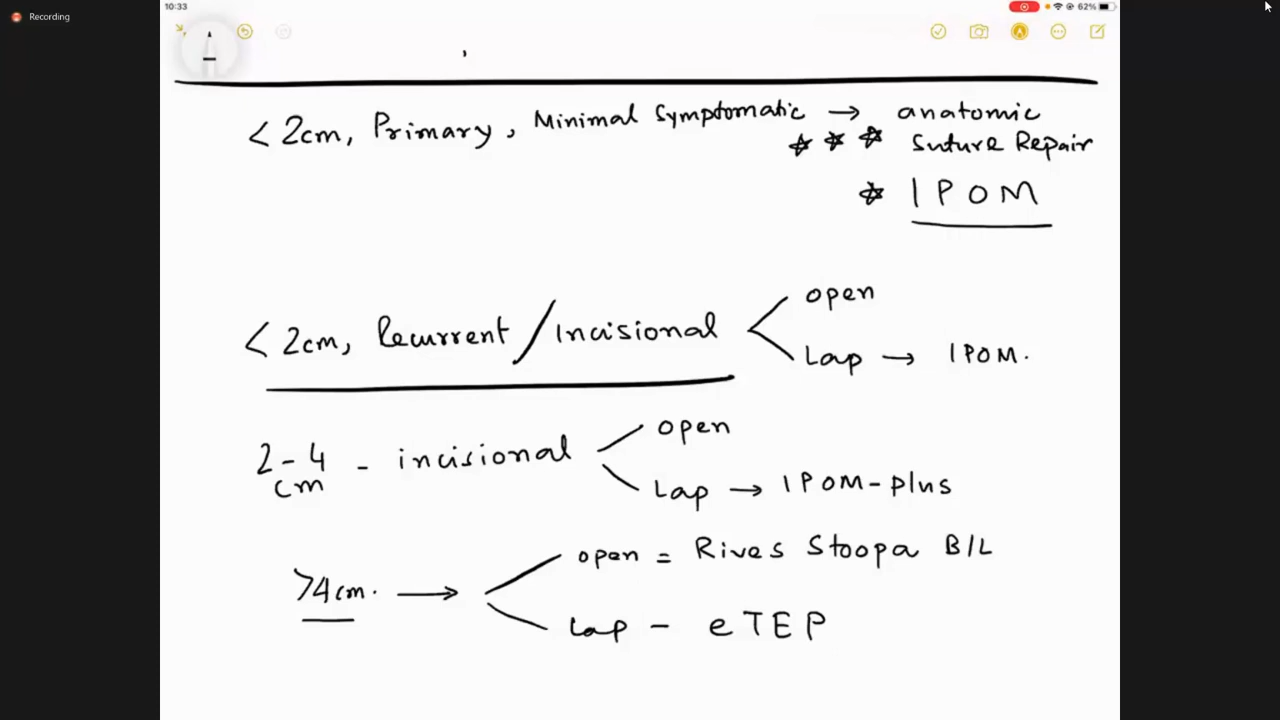 Recording
10:33
62%
< 2cm, Primary, Minimal Symptomatic → anatomic
Suture Repair
IPOM
< 2cm, Recurrent/Incisional
open
Lap → IPOM.
2-4 cm - incisional
open
Lap → IPOM-plus
>4cm. →
open = Rives Stoopa B/L
Lap - eTEP